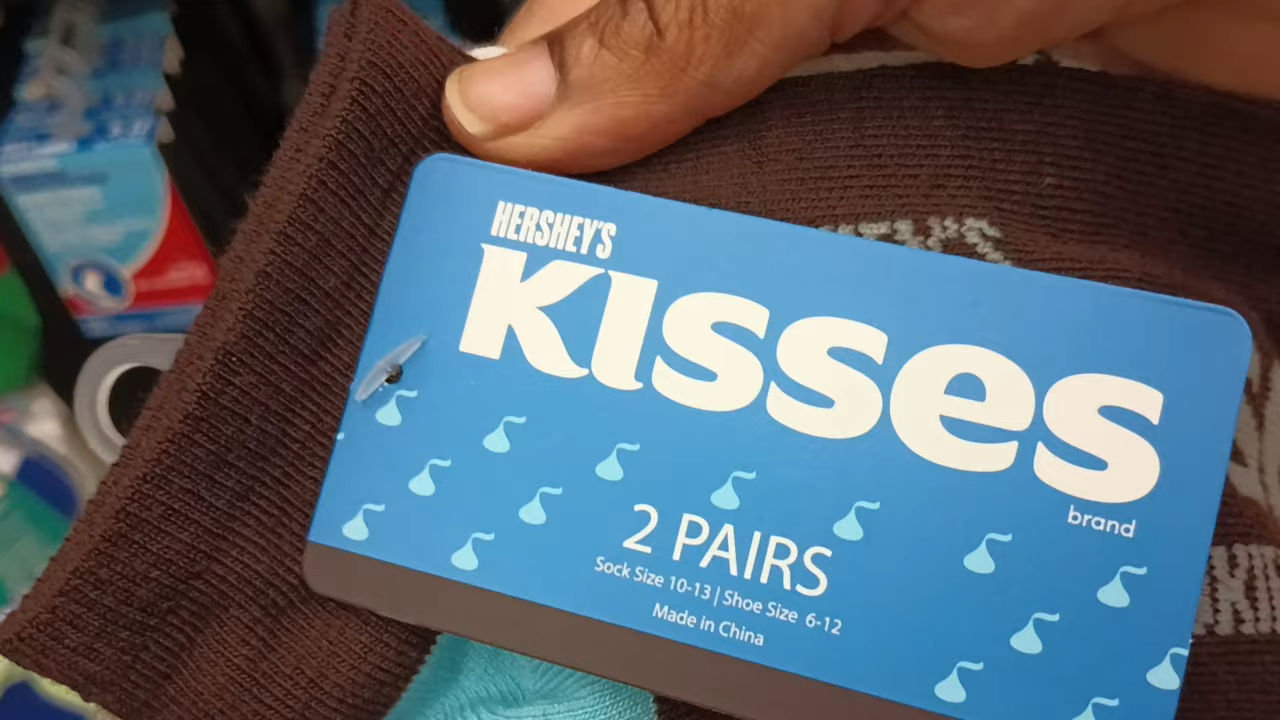 HERSHEY'S
KISSES
brand
2 PAIRS
Sock Size 10-13 | Shoe Size 6-12
Made in China